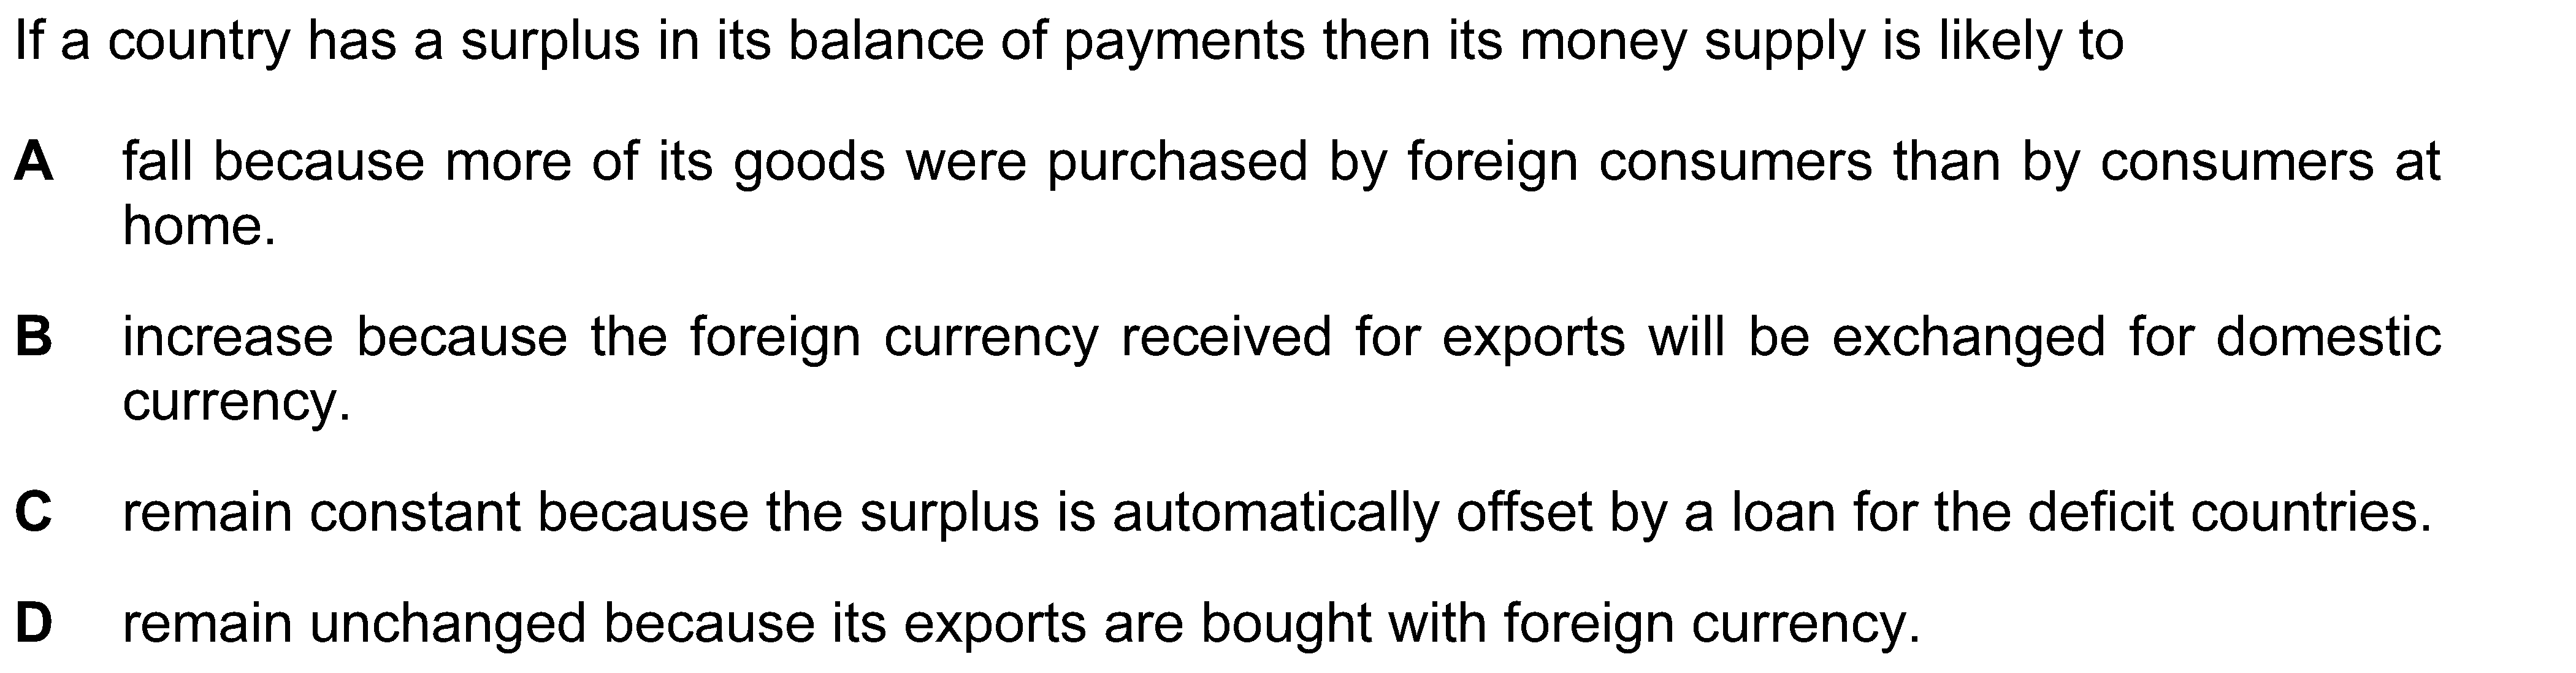 If a country has a surplus in its balance of payments then its money supply is likely to
A fall because more of its goods were purchased by foreign consumers than by consumers at
home.
B increase because the foreign currency received for exports will be exchanged for domestic
currency.
C remain constant because the surplus is automatically offset by a loan for the deficit countries.
D remain unchanged because its exports are bought with foreign currency.